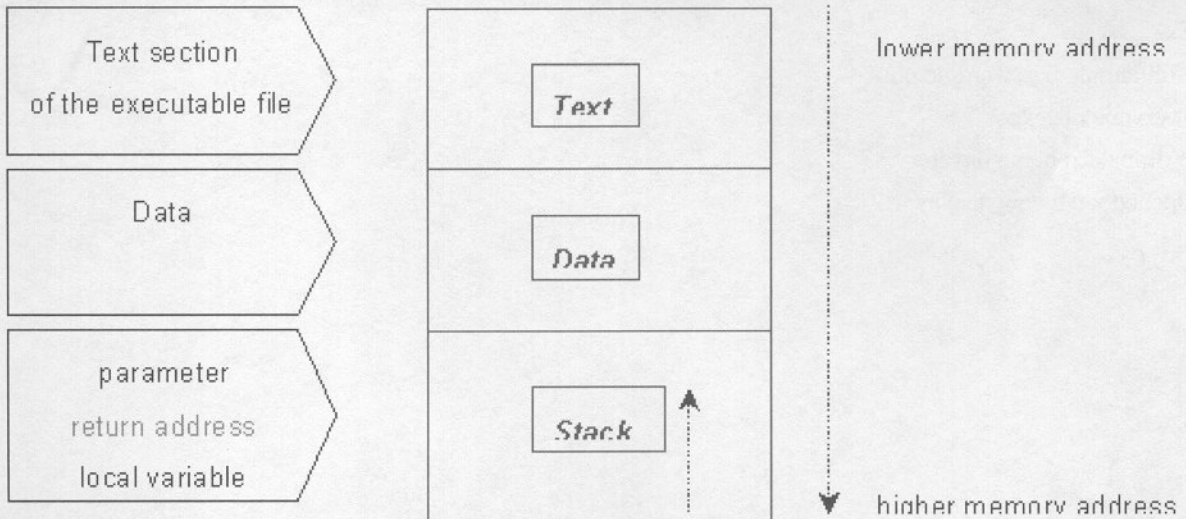 Text section
of the executable file
Text
lower memory address
Data
Data
parameter
return address
local variable
Stack
higher memory address